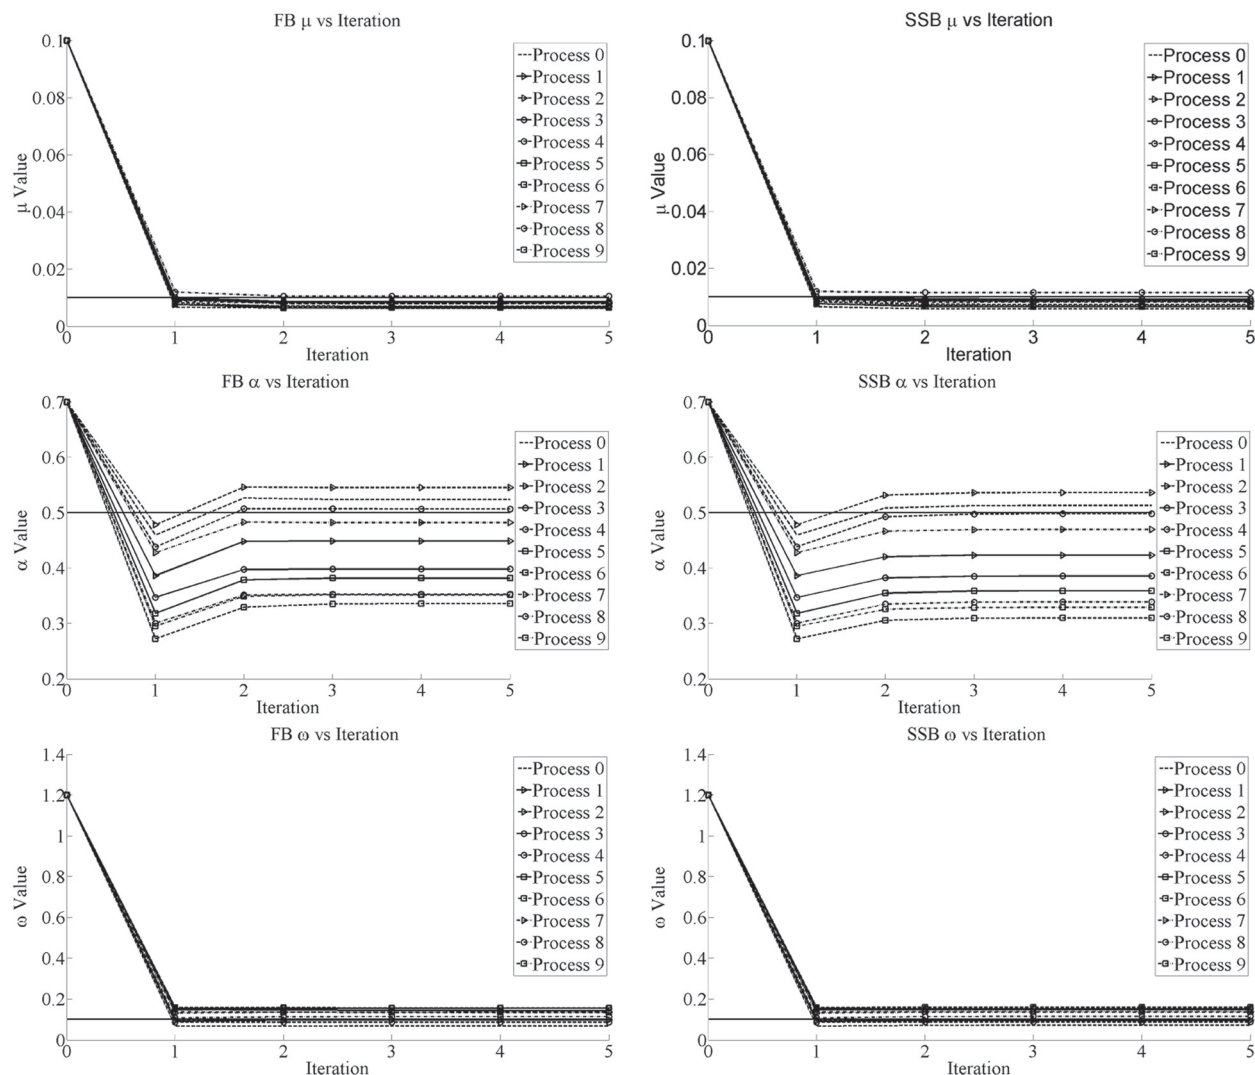 FB μ vs Iteration
0.1
0.08
0.06
0.04
0.02
0
μ Value
0 1 2 3 4 5
Iteration
Process 0
Process 1
Process 2
Process 3
Process 4
Process 5
Process 6
Process 7
Process 8
Process 9
SSB μ vs Iteration
0.1
0.08
0.06
0.04
0.02
0
μ Value
0 1 2 3 4 5
Iteration
Process 0
Process 1
Process 2
Process 3
Process 4
Process 5
Process 6
Process 7
Process 8
Process 9
FB α vs Iteration
0.7
0.6
0.5
0.4
0.3
0.2
α Value
0 1 2 3 4 5
Iteration
Process 0
Process 1
Process 2
Process 3
Process 4
Process 5
Process 6
Process 7
Process 8
Process 9
SSB α vs Iteration
0.7
0.6
0.5
0.4
0.3
0.2
α Value
0 1 2 3 4 5
Iteration
Process 0
Process 1
Process 2
Process 3
Process 4
Process 5
Process 6
Process 7
Process 8
Process 9
FB ω vs Iteration
1.4
1.2
1
0.8
0.6
0.4
0.2
0
ω Value
0 1 2 3 4 5
Iteration
Process 0
Process 1
Process 2
Process 3
Process 4
Process 5
Process 6
Process 7
Process 8
Process 9
SSB ω vs Iteration
1.4
1.2
1
0.8
0.6
0.4
0.2
0
ω Value
0 1 2 3 4 5
Iteration
Process 0
Process 1
Process 2
Process 3
Process 4
Process 5
Process 6
Process 7
Process 8
Process 9